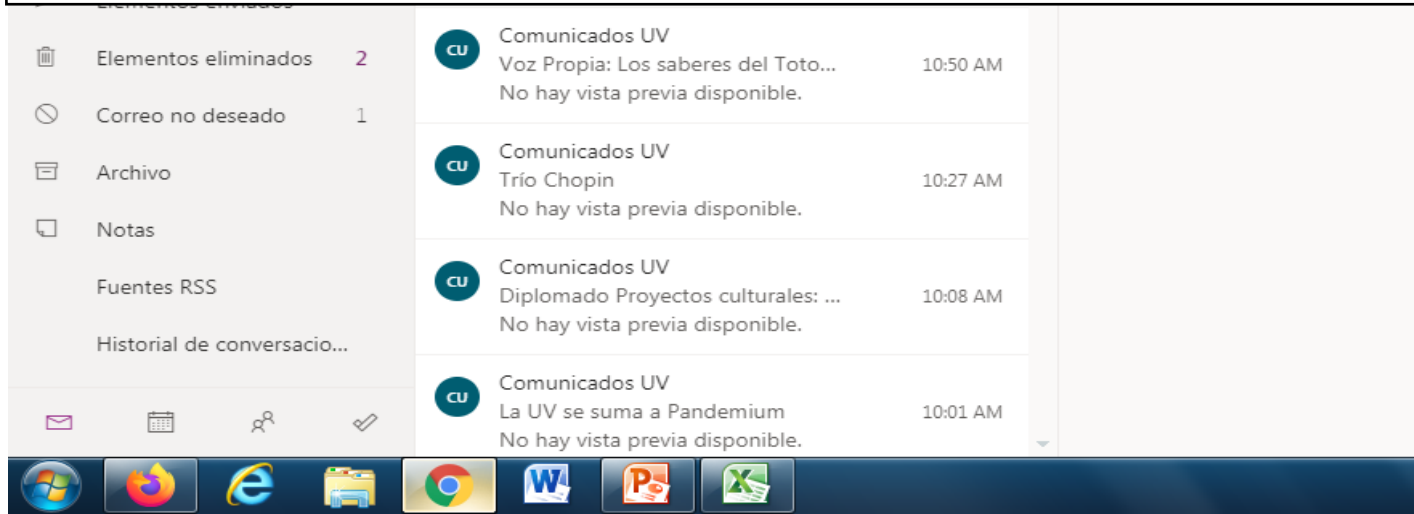 Elementos enviados
Elementos eliminados 2
Correo no deseado 1
Archivo
Notas
Fuentes RSS
Historial de conversacio...
CU
Comunicados UV
Voz Propia: Los saberes del Toto... 10:50 AM
No hay vista previa disponible.
CU
Comunicados UV
Trío Chopin 10:27 AM
No hay vista previa disponible.
CU
Comunicados UV
Diplomado Proyectos culturales: ... 10:08 AM
No hay vista previa disponible.
CU
Comunicados UV
La UV se suma a Pandemium 10:01 AM
No hay vista previa disponible.